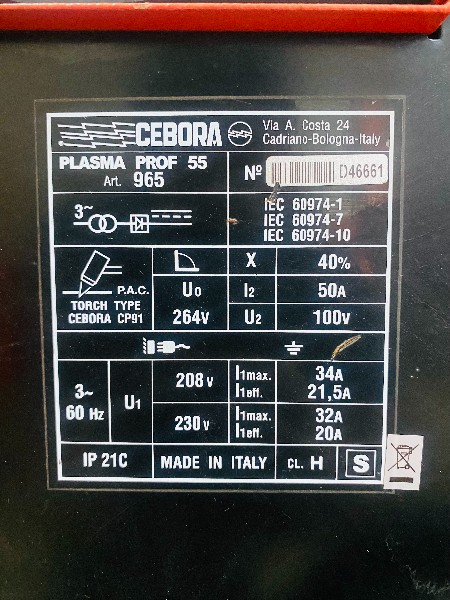 CEBORA
Via A. Costa 24
Cadriano-Bologna-Italy
PLASMA PROF 55
Art. 965
Nº D46661
3~
IEC 60974-1
IEC 60974-7
IEC 60974-10
P.A.C.
TORCH TYPE
CEBORA CP91
X 40%
U0 I2 50A
264V U2 100V
3~
60 Hz
U1
208 V I1max. 34A
I1eff. 21,5A
230 V I1max. 32A
I1eff. 20A
IP 21C MADE IN ITALY CL. H S